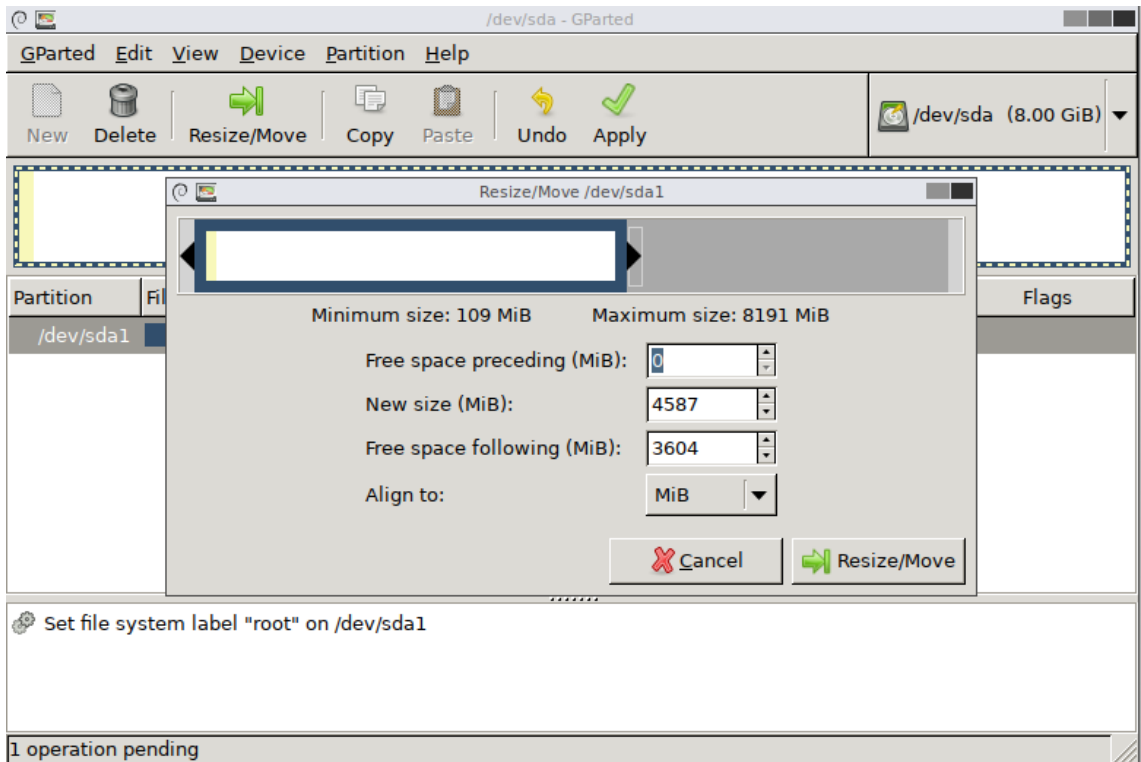 /dev/sda - GParted
GParted Edit View Device Partition Help
New Delete Resize/Move Copy Paste Undo Apply /dev/sda (8.00 GiB)
Resize/Move /dev/sda1
Partition Fil Flags
/dev/sda1
Minimum size: 109 MiB Maximum size: 8191 MiB
Free space preceding (MiB): 0
New size (MiB): 4587
Free space following (MiB): 3604
Align to: MiB
Cancel Resize/Move
Set file system label "root" on /dev/sda1
1 operation pending